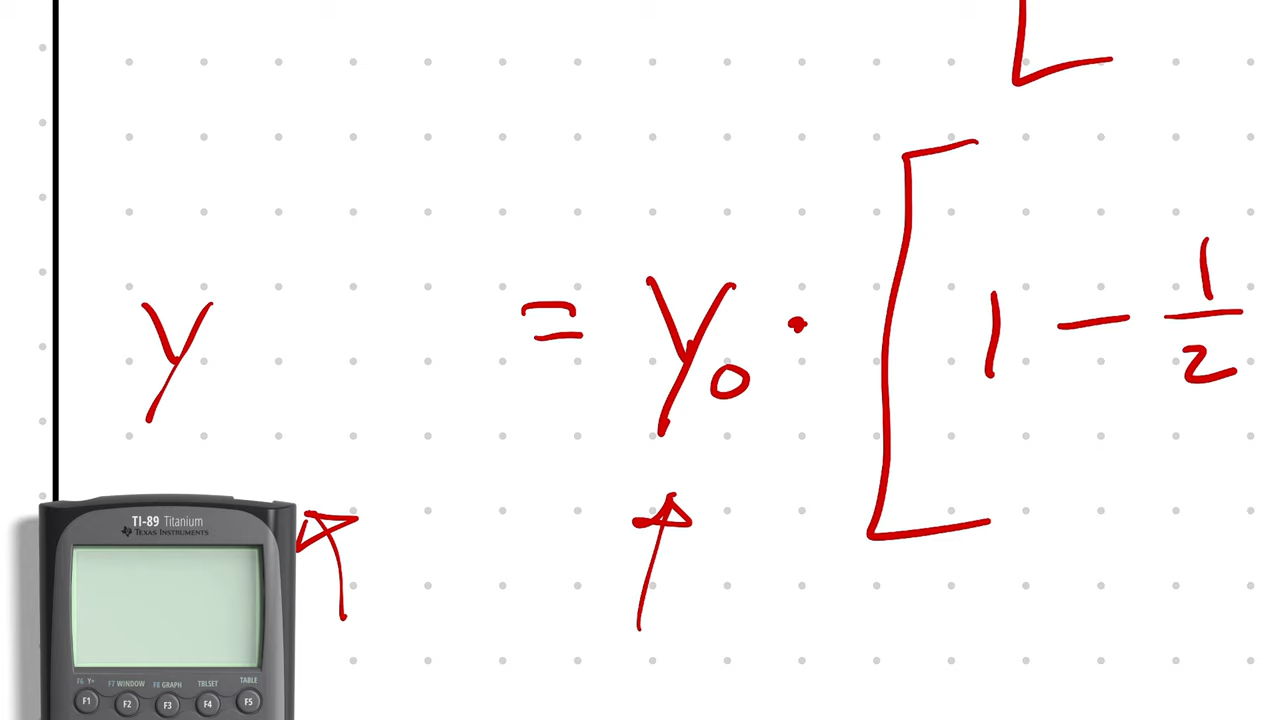 y = y₀ · [ 1 - 1/2
TI-89 Titanium
TEXAS INSTRUMENTS
F6 Y= F7 WINDOW F8 GRAPH TBLSET TABLE
F1 F2 F3 F4 F5